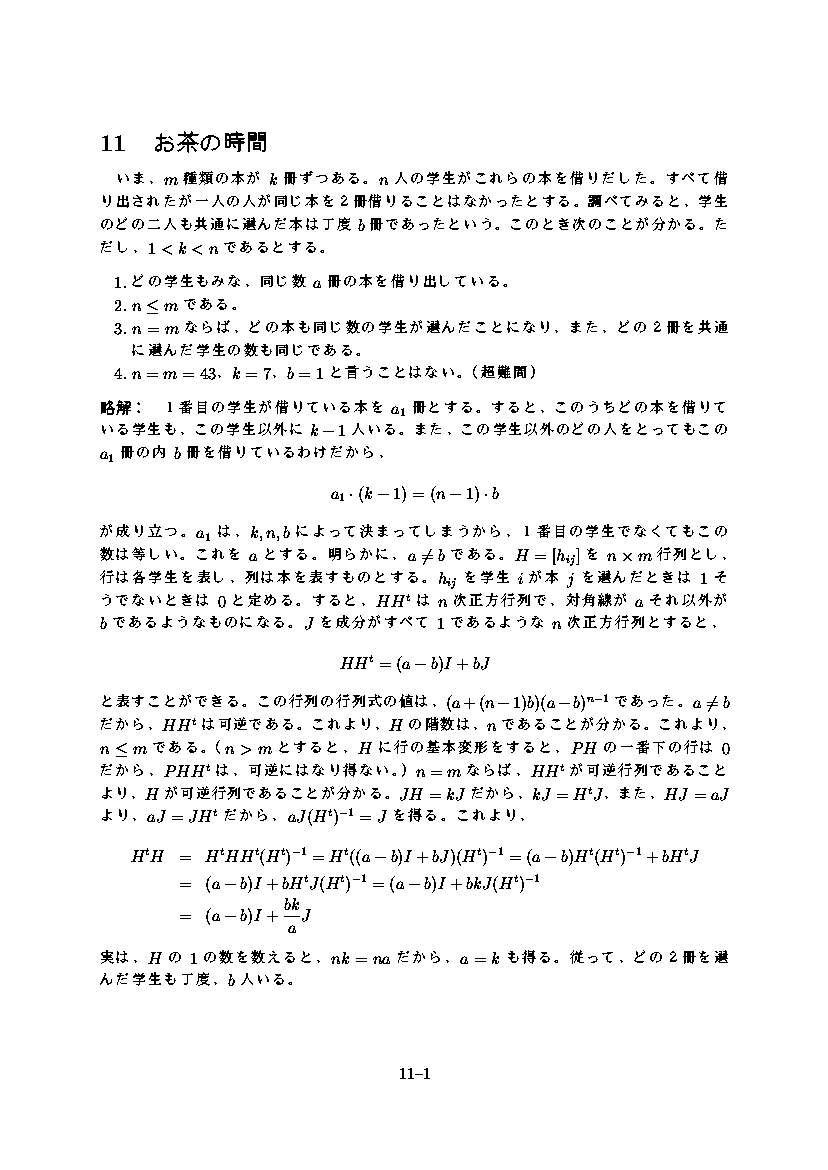 11 お茶の時間
いま、m 種類の本が k 冊ずつある。n 人の学生がこれらの本を借りだした。すべて借
り出されたが一人の人が同じ本を 2 冊借りることはなかったとする。調べてみると、学生
のどの二人も共通に選んだ本は丁度 b 冊であったという。このとき次のことが分かる。た
だし、1 < k < n であるとする。
1. どの学生もみな、同じ数 a 冊の本を借り出している。
2. n ≤ m である。
3. n = m ならば、どの本も同じ数の学生が選んだことになり、また、どの 2 冊を共通
に選んだ学生の数も同じである。
4. n = m = 43、k = 7、b = 1 と言うことはない。(超難問)
略解: 1 番目の学生が借りている本を a₁ 冊とする。すると、このうちどの本を借りて
いる学生も、この学生以外に k − 1 人いる。また、この学生以外のどの人をとってもこの
a₁ 冊の内 b 冊を借りているわけだから、
a₁ · (k − 1) = (n − 1) · b
が成り立つ。a₁ は、k, n, b によって決まってしまうから、1 番目の学生でなくてもこの
数は等しい。これを a とする。明らかに、a ≠ b である。H = [hᵢⱼ] を n × m 行列とし、
行は各学生を表し、列は本を表すものとする。hᵢⱼ を学生 i が本 j を選んだときは 1 そ
うでないときは 0 と定める。すると、HHᵗ は n 次正方行列で、対角線が a それ以外が
b であるようなものになる。J を成分がすべて 1 であるような n 次正方行列とすると、
HHᵗ = (a − b)I + bJ
と表すことができる。この行列の行列式の値は、(a + (n − 1)b)(a − b)ⁿ⁻¹ であった。a ≠ b
だから、HHᵗ は可逆である。これより、H の階数は、n であることが分かる。これより、
n ≤ m である。(n > m とすると、H に行の基本変形をすると、PH の一番下の行は 0
だから、PHHᵗ は、可逆にはなり得ない。) n = m ならば、HHᵗ が可逆行列であること
より、H が可逆行列であることが分かる。JH = kJ だから、kJ = HᵗJ、また、HJ = aJ
より、aJ = JHᵗ だから、aJ(Hᵗ)⁻¹ = J を得る。これより、
HᵗH = HᵗHHᵗ(Hᵗ)⁻¹ = Hᵗ((a − b)I + bJ)(Hᵗ)⁻¹ = (a − b)Hᵗ(Hᵗ)⁻¹ + bHᵗJ
= (a − b)I + bHᵗJ(Hᵗ)⁻¹ = (a − b)I + bkJ(Hᵗ)⁻¹
= (a − b)I + bk/a J
実は、H の 1 の数を数えると、nk = na だから、a = k も得る。従って、どの 2 冊を選
んだ学生も丁度、b 人いる。
11–1